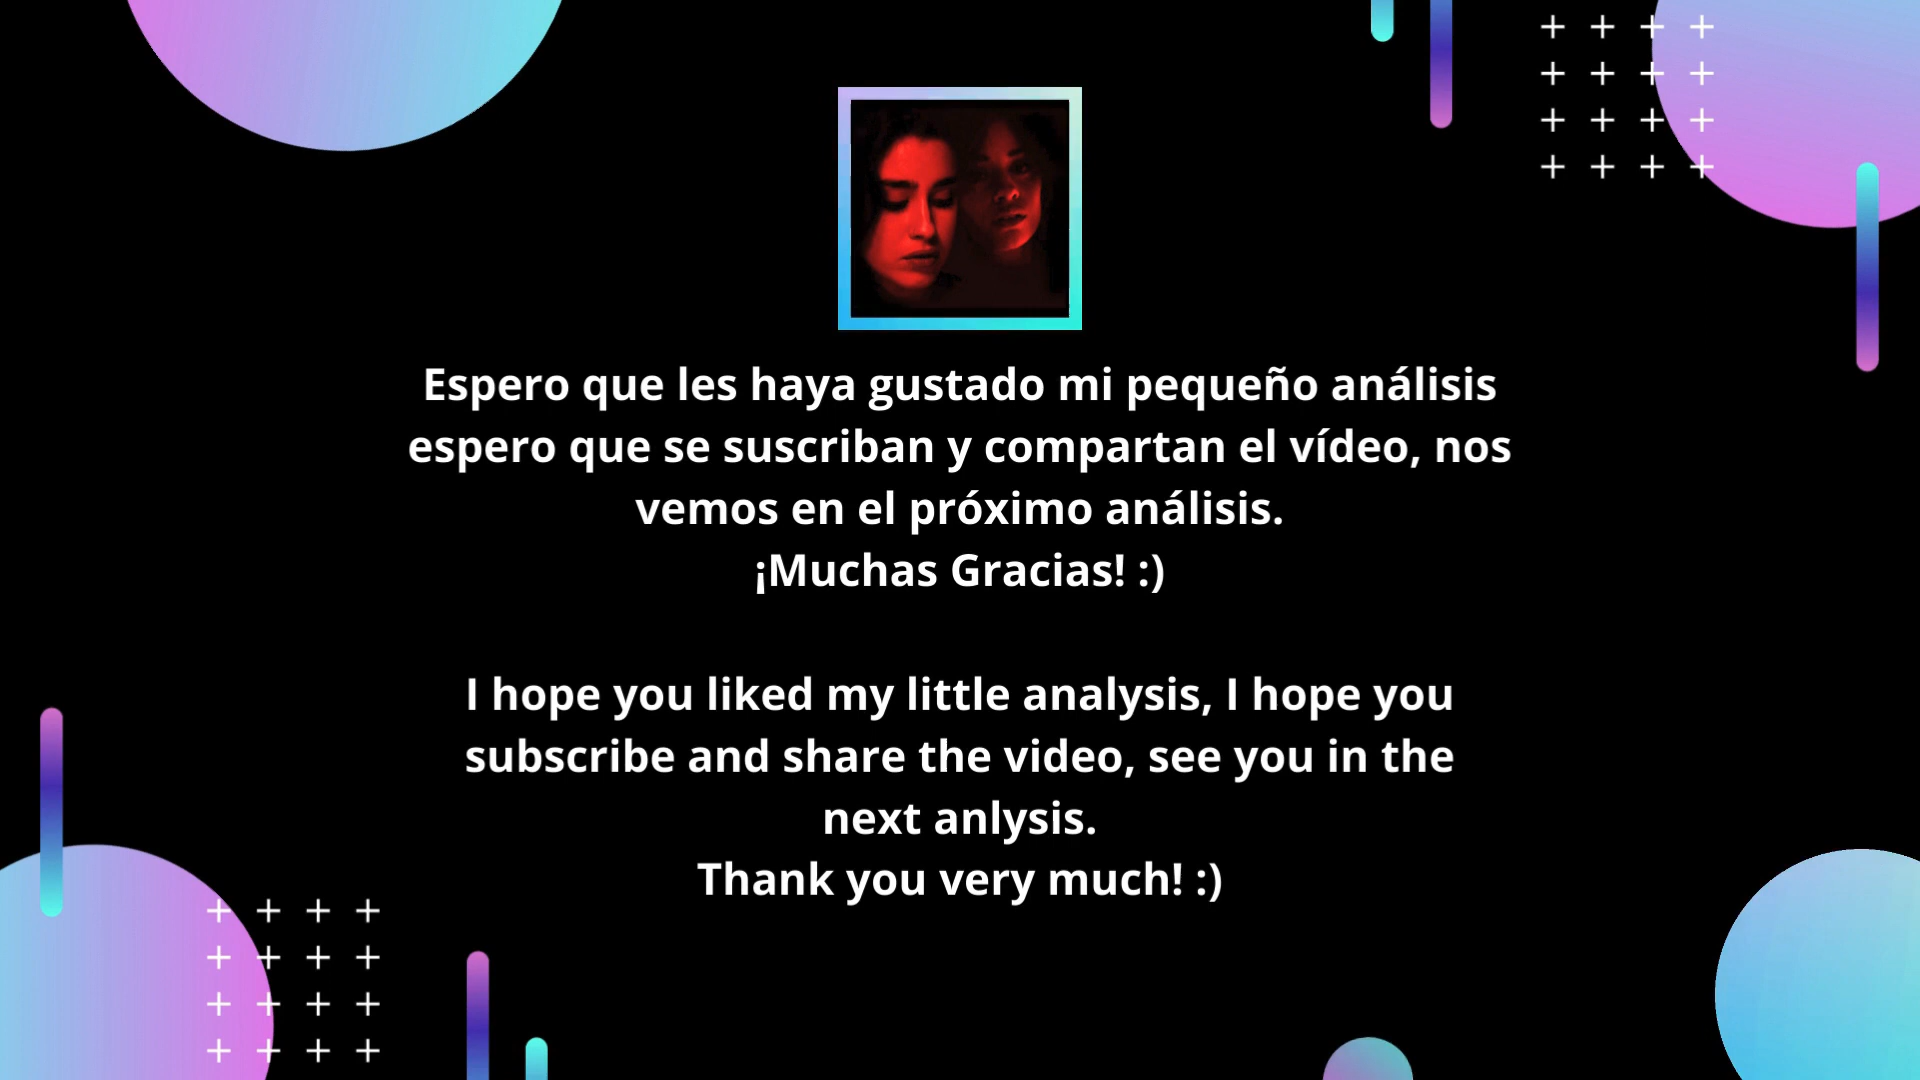 Espero que les haya gustado mi pequeño análisis
espero que se suscriban y compartan el vídeo, nos
vemos en el próximo análisis.
¡Muchas Gracias! :)
I hope you liked my little analysis, I hope you
subscribe and share the video, see you in the
next anlysis.
Thank you very much! :)